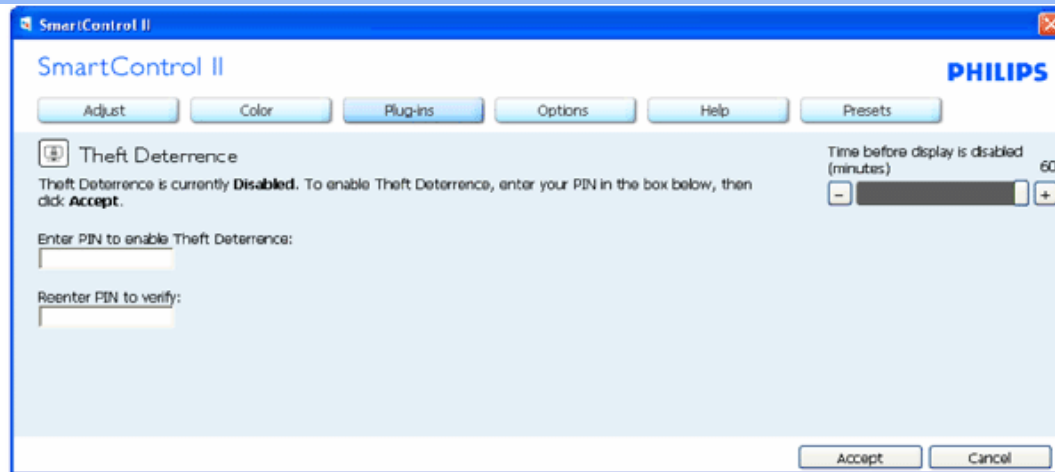 SmartControl II
SmartControl II
PHILIPS
Adjust Color Plug-ins Options Help Presets
Theft Deterrence
Theft Deterrence is currently Disabled. To enable Theft Deterrence, enter your PIN in the box below, then
click Accept.
Time before display is disabled
(minutes) 60
- +
Enter PIN to enable Theft Deterrence:
Reenter PIN to verify:
Accept Cancel